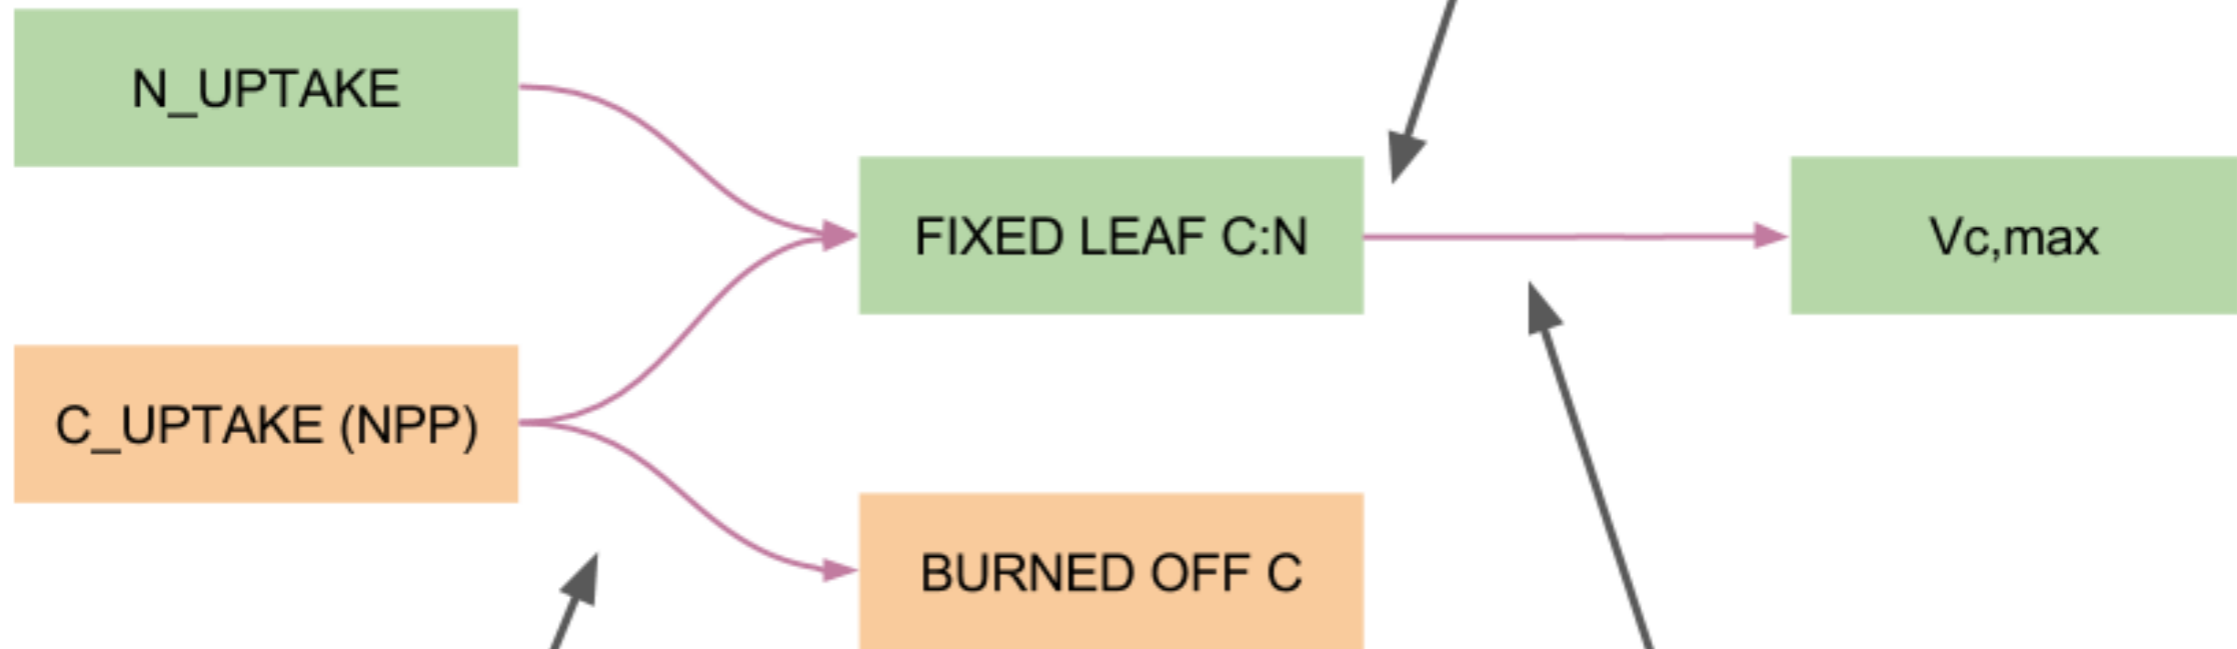 N_UPTAKE
FIXED LEAF C:N
Vc,max
C_UPTAKE (NPP)
BURNED OFF C